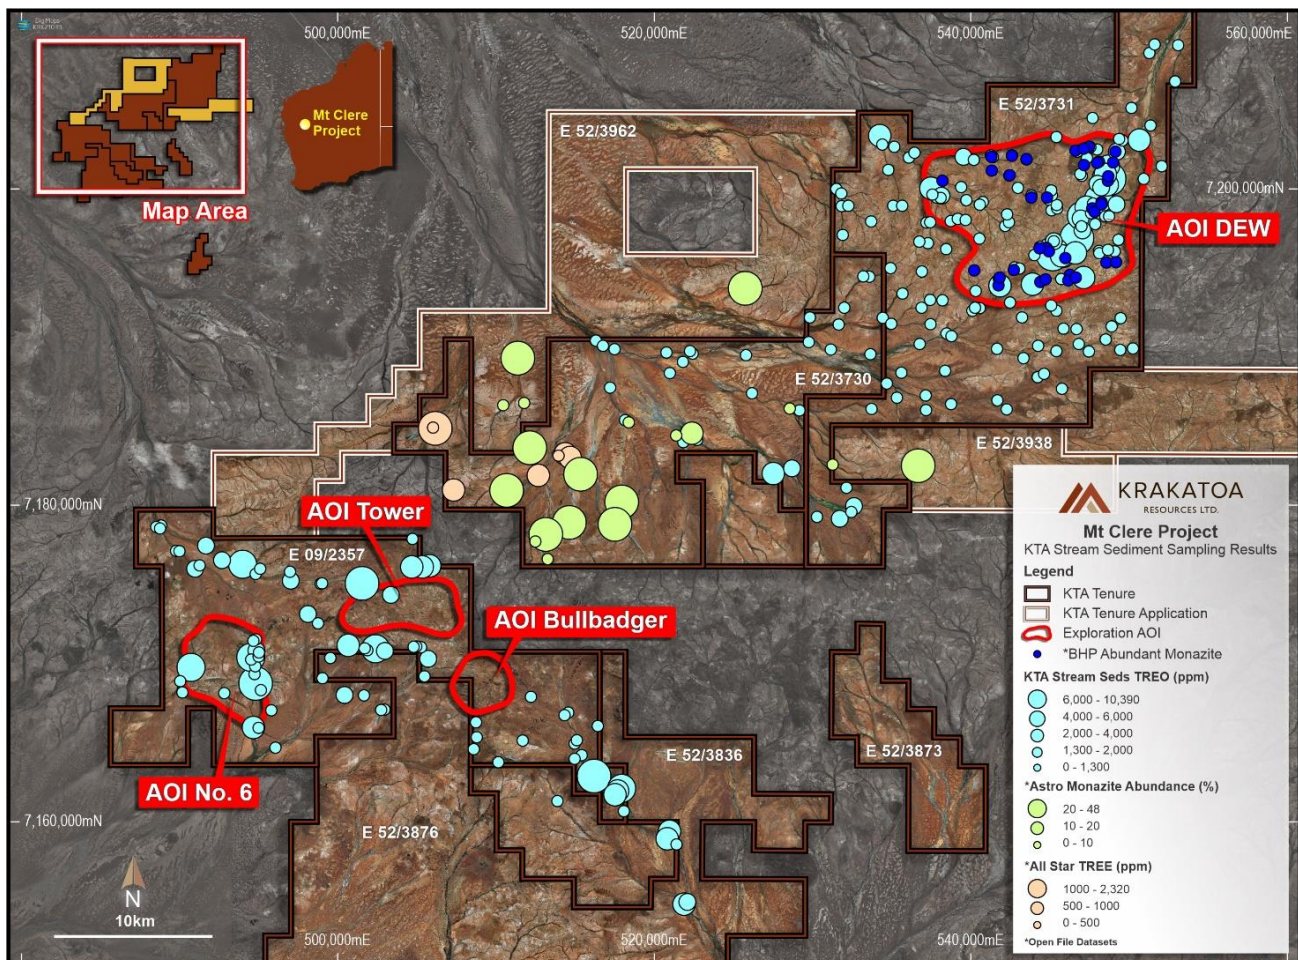 500,000mE
520,000mE
540,000mE
560,000mE
Mt Clere
Project
Map Area
E 52/3962
E 52/3731
7,200,000mN
AOI DEW
E 52/3730
E 52/3938
7,180,000mN
AOI Tower
E 09/2357
AOI Bullbadger
E 52/3836
E 52/3873
AOI No. 6
7,160,000mN
E 52/3876
N
10km
500,000mE
520,000mE
540,000mE
KRAKATOA
RESOURCES LTD.
Mt Clere Project
KTA Stream Sediment Sampling Results
Legend
KTA Tenure
KTA Tenure Application
Exploration AOI
*BHP Abundant Monazite
KTA Stream Seds TREO (ppm)
6,000 - 10,390
4,000 - 6,000
2,000 - 4,000
1,300 - 2,000
0 - 1,300
*Astro Monazite Abundance (%)
20 - 48
10 - 20
0 - 10
*All Star TREE (ppm)
1000 - 2,320
500 - 1000
0 - 500
*Open File Datasets